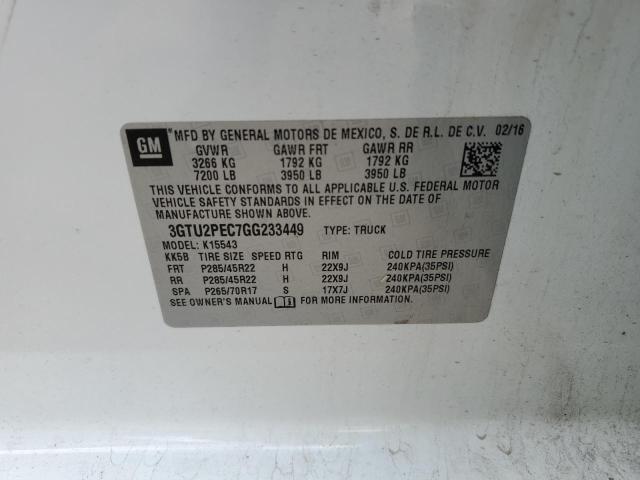 GM ® MFD BY GENERAL MOTORS DE MEXICO, S. DE R.L. DE C.V. 02/16
GVWR GAWR FRT GAWR RR
3266 KG 1792 KG 1792 KG
7200 LB 3950 LB 3950 LB
THIS VEHICLE CONFORMS TO ALL APPLICABLE U.S. FEDERAL MOTOR
VEHICLE SAFETY STANDARDS IN EFFECT ON THE DATE OF
MANUFACTURE SHOWN ABOVE.
3GTU2PEC7GG233449 TYPE: TRUCK
MODEL: K15543
KK5B TIRE SIZE SPEED RTG RIM COLD TIRE PRESSURE
FRT P285/45R22 H 22X9J 240KPA(35PSI)
RR P285/45R22 H 22X9J 240KPA(35PSI)
SPA P265/70R17 S 17X7J 240KPA(35PSI)
SEE OWNER'S MANUAL FOR MORE INFORMATION.